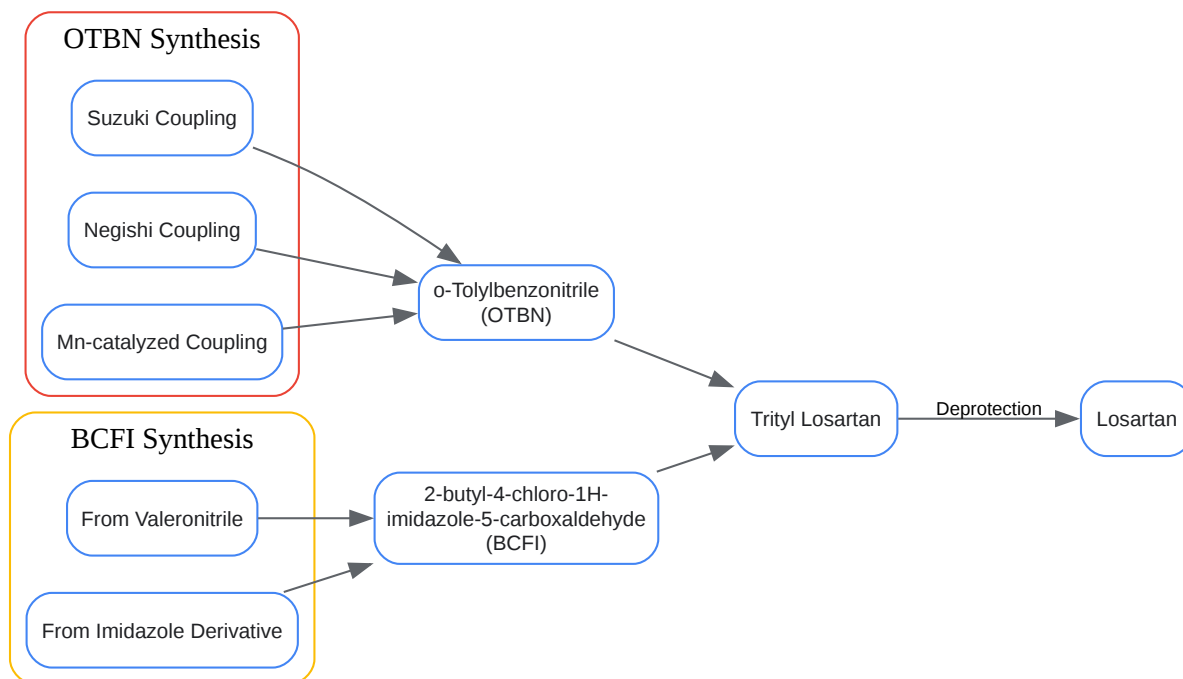 OTBN Synthesis
Suzuki Coupling
Negishi Coupling
Mn-catalyzed Coupling
o-Tolylbenzonitrile
(OTBN)
BCFI Synthesis
From Valeronitrile
From Imidazole Derivative
2-butyl-4-chloro-1H-
imidazole-5-carboxaldehyde
(BCFI)
Trityl Losartan
Deprotection
Losartan